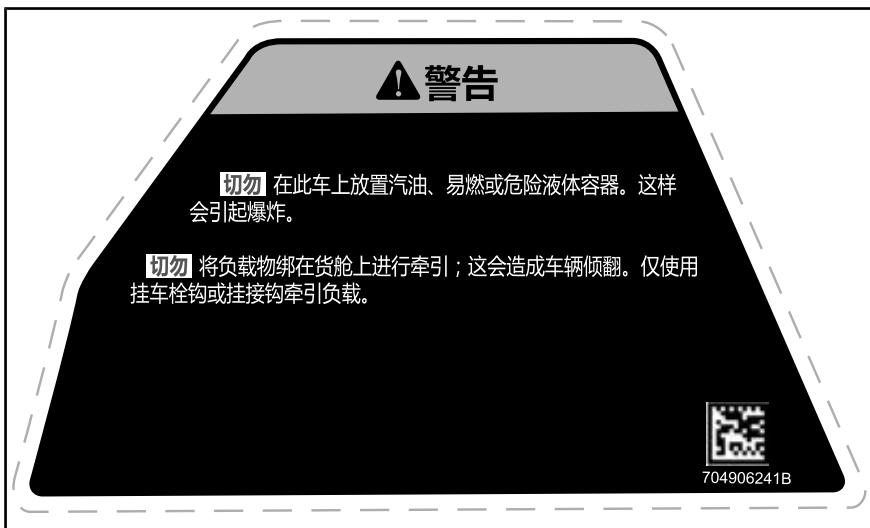 警告
切勿 在此车上放置汽油、易燃或危险液体容器。这样
会引起爆炸。
切勿 将负载物绑在货舱上进行牵引；这会造成车辆倾翻。仅使用
挂车栓钩或挂接钩牵引负载。
704906241B